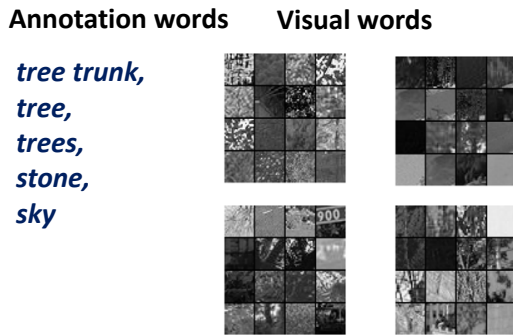 Annotation words Visual words
tree trunk,
tree,
trees,
stone,
sky
900